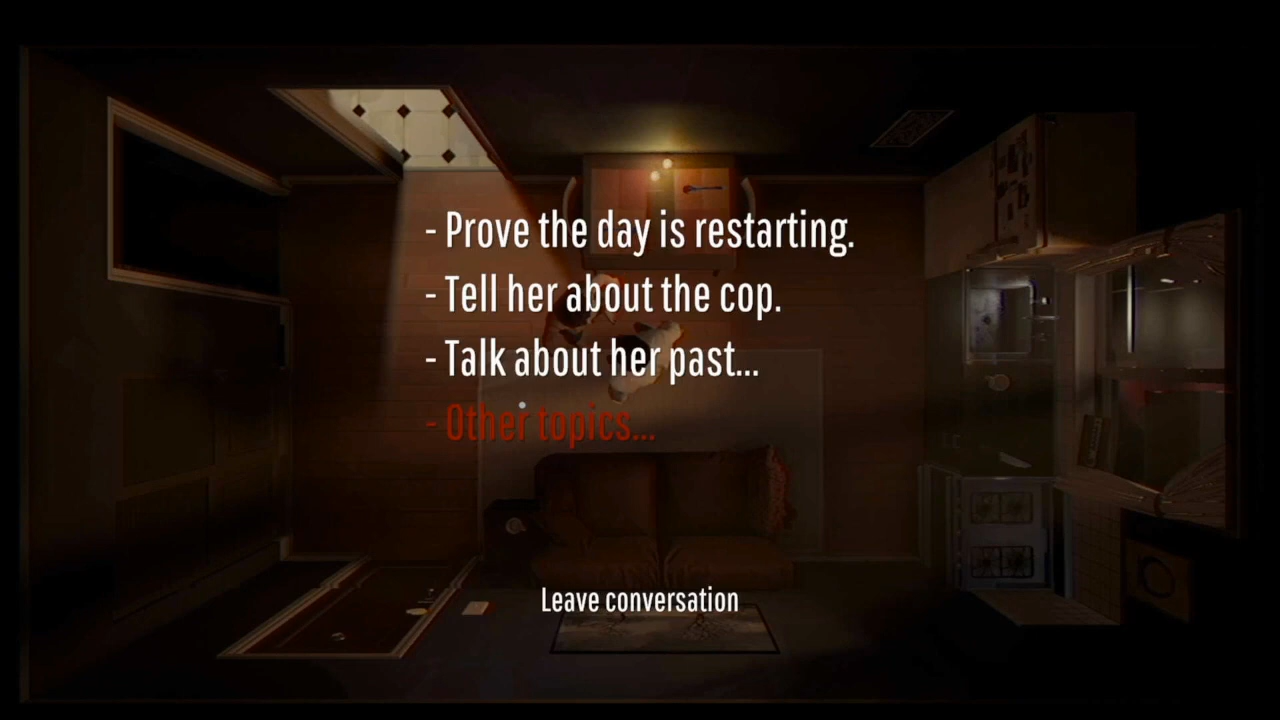 - Prove the day is restarting.
- Tell her about the cop.
- Talk about her past...
- Other topics...
Leave conversation